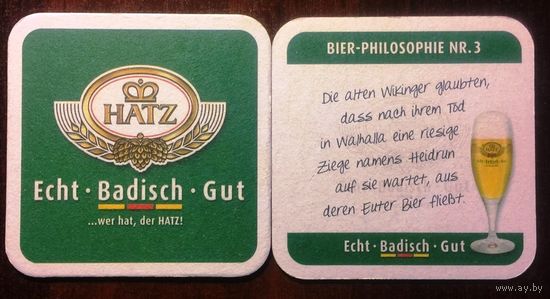 HATZ
Echt · Badisch · Gut
...wer hat, der HATZ!
BIER-PHILOSOPHIE NR. 3
Die alten Wikinger glaubten,
dass nach ihrem Tod
in Walhalla eine riesige
Ziege namens Heidrun
auf sie wartet, aus
deren Euter Bier fließt.
HATZ
Echt · Badisch · Gut
www.ay.by